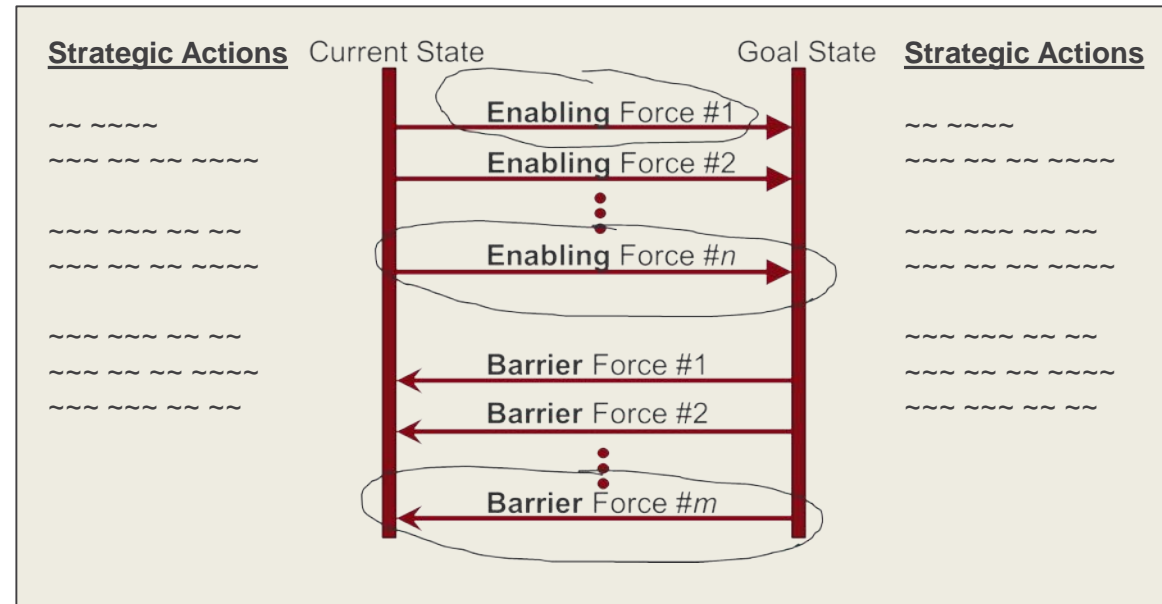 Strategic Actions Current State Goal State Strategic Actions
Enabling Force #1
~~ ~~~~ ~~ ~~~~
Enabling Force #2
~~~ ~~ ~~ ~~~~ ~~~ ~~ ~~ ~~~~
~~~ ~~~ ~~ ~~ ~~~ ~~~ ~~ ~~
Enabling Force #n
~~~ ~~ ~~ ~~~~ ~~~ ~~ ~~ ~~~~
~~~ ~~~ ~~ ~~ ~~~ ~~~ ~~ ~~
Barrier Force #1
~~~ ~~ ~~ ~~~~ ~~~ ~~ ~~ ~~~~
Barrier Force #2
~~~ ~~~ ~~ ~~ ~~~ ~~~ ~~ ~~
Barrier Force #m